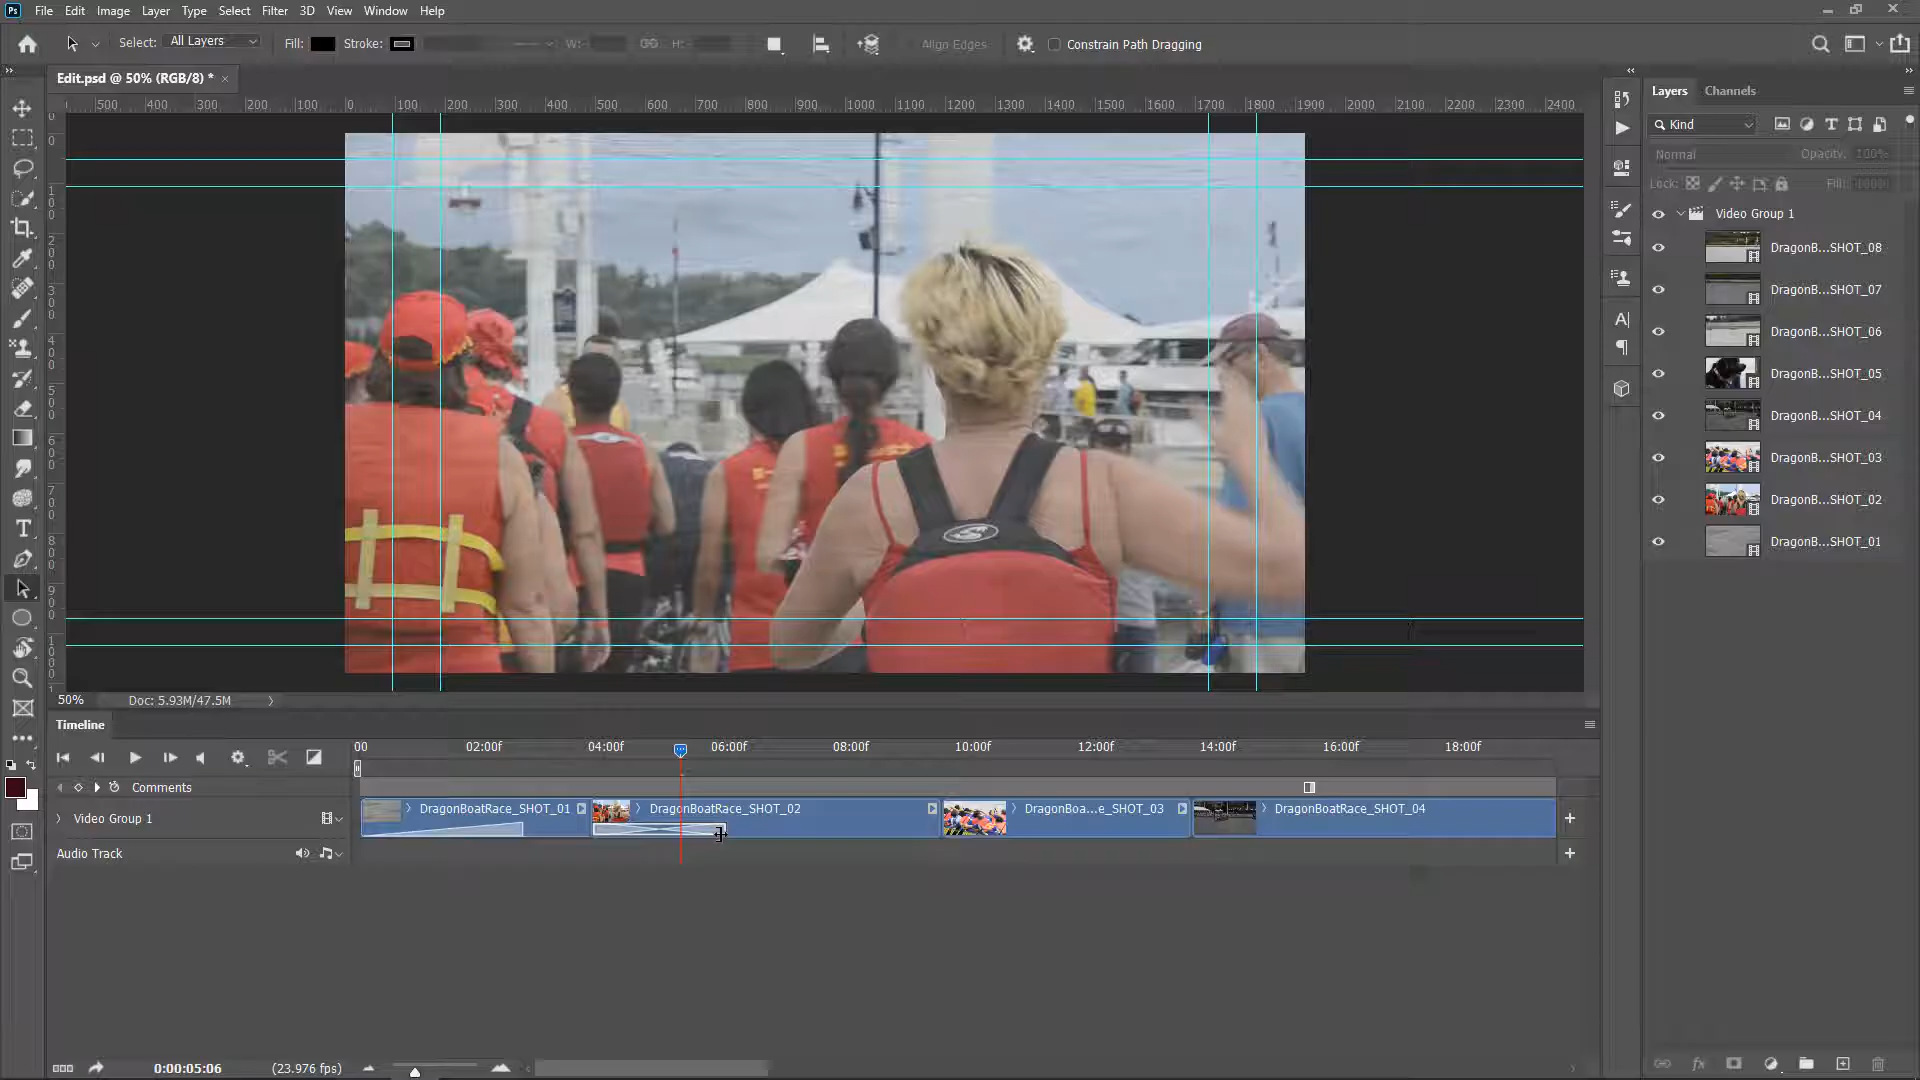 Ps File Edit Image Layer Type Select Filter 3D View Window Help
Select: All Layers Fill: Stroke: W: H: Align Edges Constrain Path Dragging
Edit.psd @ 50% (RGB/8) *
500 400 300 200 100 0 100 200 300 400 500 600 700 800 900 1000 1100 1200 1300 1400 1500 1600 1700 1800 1900 2000 2100 2200 2300 2400
Layers Channels
Kind
Normal Opacity: 100%
Lock: Fill:
Video Group 1
DragonB...SHOT_08
DragonB...SHOT_07
DragonB...SHOT_06
DragonB...SHOT_05
DragonB...SHOT_04
DragonB...SHOT_03
DragonB...SHOT_02
DragonB...SHOT_01
50% Doc: 5.93M/47.5M
Timeline
00 02:00f 04:00f 06:00f 08:00f 10:00f 12:00f 14:00f 16:00f 18:00f
Comments
Video Group 1 DragonBoatRace_SHOT_01 DragonBoatRace_SHOT_02 DragonBoa...e_SHOT_03 DragonBoatRace_SHOT_04
Audio Track
0:00:05:06 (23.976 fps)